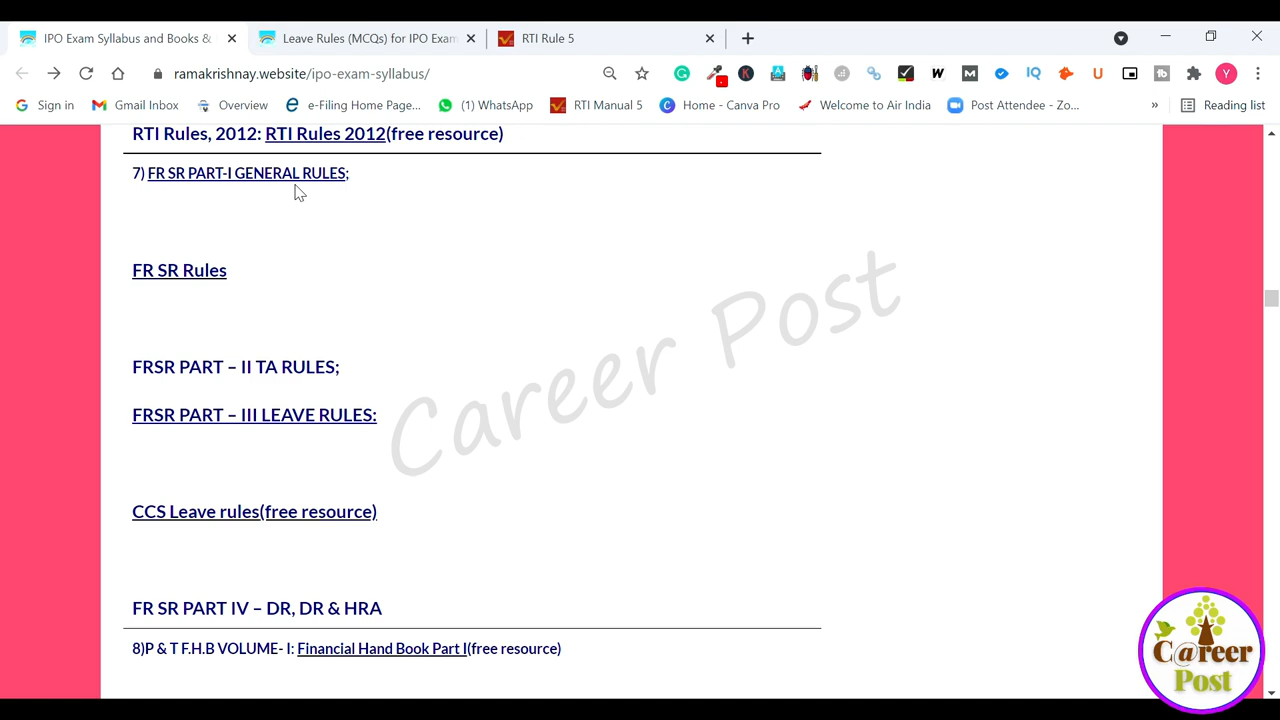 IPO Exam Syllabus and Books &
Leave Rules (MCQs) for IPO Exam
RTI Rule 5
ramakrishnay.website/ipo-exam-syllabus/
Sign in
Gmail Inbox
Overview
e-Filing Home Page...
(1) WhatsApp
RTI Manual 5
Home - Canva Pro
Welcome to Air India
Post Attendee - Zo...
Reading list
RTI Rules, 2012: RTI Rules 2012(free resource)
7) FR SR PART-I GENERAL RULES;
FR SR Rules
FRSR PART – II TA RULES;
FRSR PART – III LEAVE RULES:
CCS Leave rules(free resource)
FR SR PART IV – DR, DR & HRA
8)P & T F.H.B VOLUME- I: Financial Hand Book Part I(free resource)
Career Post
C@reer
Post